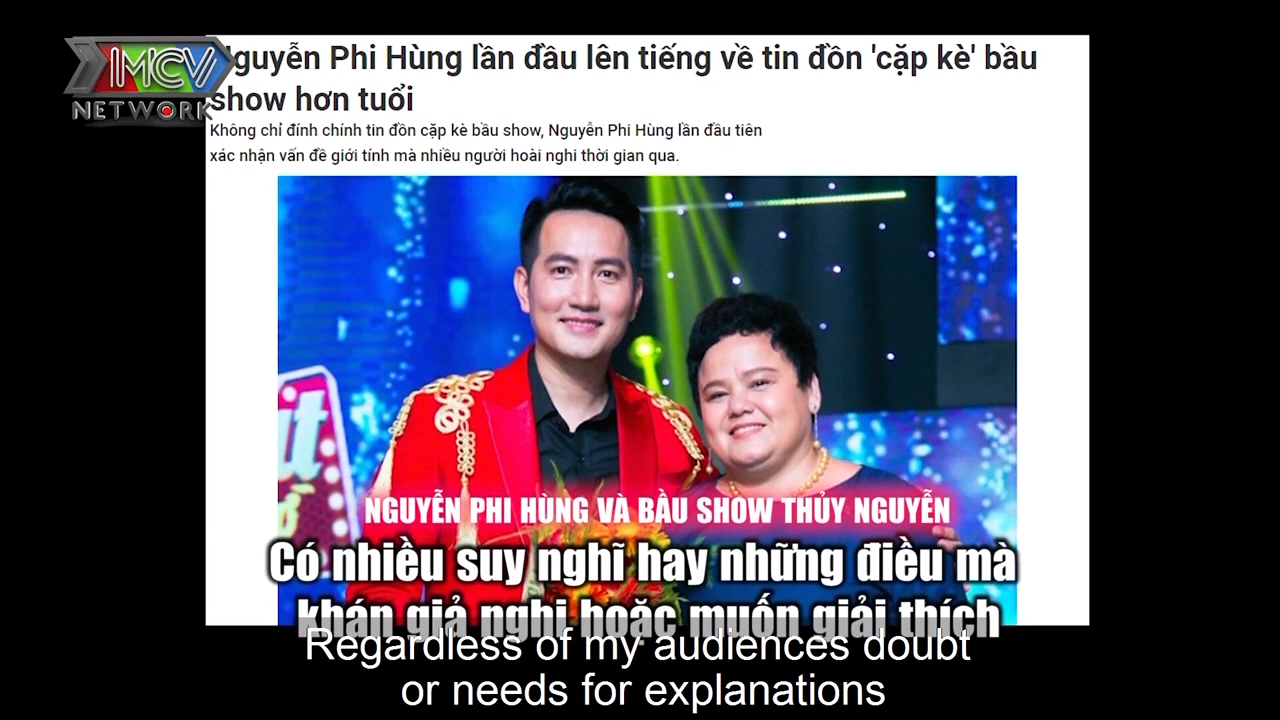 MCV
NETWORK
Nguyễn Phi Hùng lần đầu lên tiếng về tin đồn 'cặp kè' bầu
show hơn tuổi
Không chỉ đính chính tin đồn cặp kè bầu show, Nguyễn Phi Hùng lần đầu tiên
xác nhận vấn đề giới tính mà nhiều người hoài nghi thời gian qua.
NGUYỄN PHI HÙNG VÀ BẦU SHOW THỦY NGUYỄN
Có nhiều suy nghĩ hay những điều mà
khán giả nghi hoặc muốn giải thích
Regardless of my audiences doubt
or needs for explanations